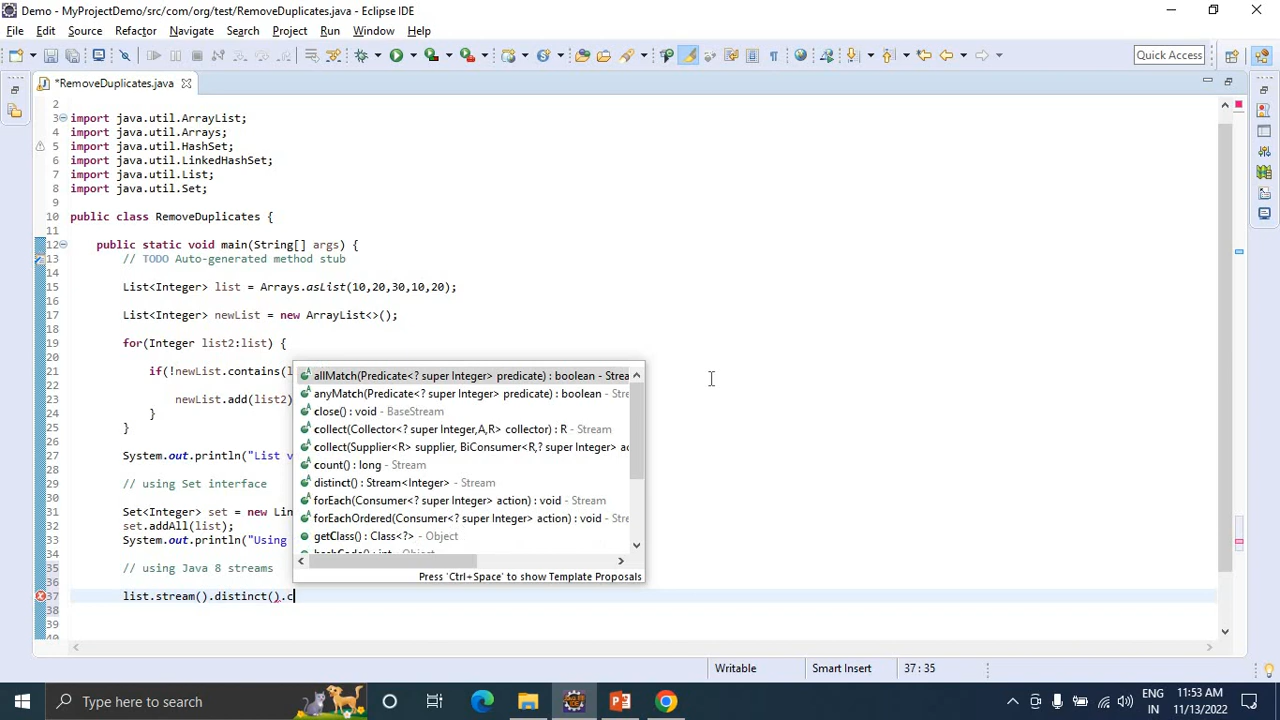 Demo - MyProjectDemo/src/com/org/test/RemoveDuplicates.java - Eclipse IDE
File Edit Source Refactor Navigate Search Project Run Window Help
Quick Access
*RemoveDuplicates.java
2
3 import java.util.ArrayList;
4 import java.util.Arrays;
5 import java.util.HashSet;
6 import java.util.LinkedHashSet;
7 import java.util.List;
8 import java.util.Set;
9
10 public class RemoveDuplicates {
11
12 public static void main(String[] args) {
13 // TODO Auto-generated method stub
14
15 List<Integer> list = Arrays.asList(10,20,30,10,20);
16
17 List<Integer> newList = new ArrayList<>();
18
19 for(Integer list2:list) {
20
21 if(!newList.contains(l
22
23 newList.add(list2)
24 }
25 }
26
27 System.out.println("List v
28
29 // using Set interface
30
31 Set<Integer> set = new Lin
32 set.addAll(list);
33 System.out.println("Using
34
35 // using Java 8 streams
36
37 list.stream().distinct().c
38
39
40
allMatch(Predicate<? super Integer> predicate) : boolean - Strea
anyMatch(Predicate<? super Integer> predicate) : boolean - Stre
close() : void - BaseStream
collect(Collector<? super Integer,A,R> collector) : R - Stream
collect(Supplier<R> supplier, BiConsumer<R,? super Integer> ac
count() : long - Stream
distinct() : Stream<Integer> - Stream
forEach(Consumer<? super Integer> action) : void - Stream
forEachOrdered(Consumer<? super Integer> action) : void - Stre
getClass() : Class<?> - Object
hashCode() : int - Object
Press 'Ctrl+Space' to show Template Proposals
Writable Smart Insert 37 : 35
Type here to search
ENG
IN
11:53 AM
11/13/2022